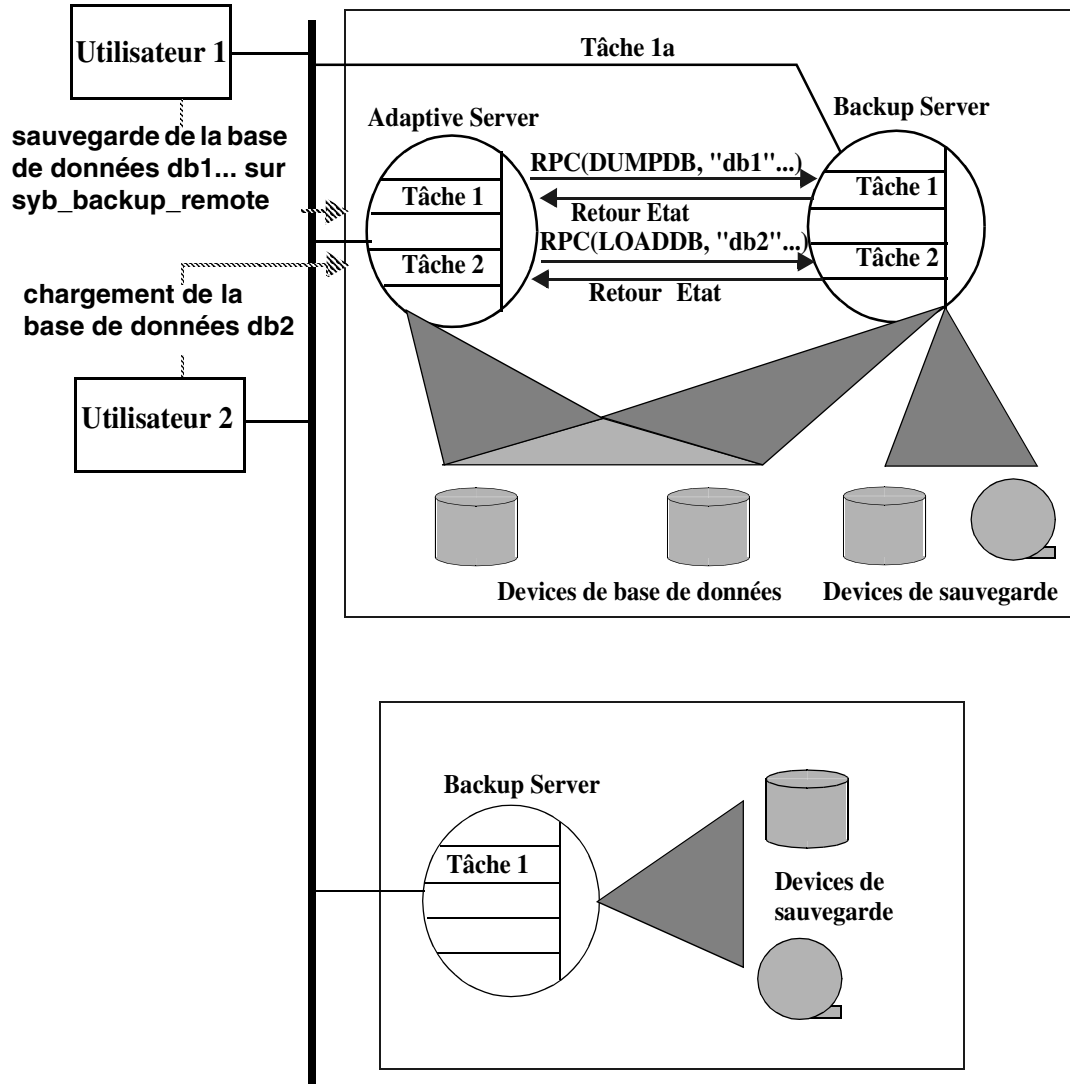 Utilisateur 1
sauvegarde de la base
de données db1... sur
syb_backup_remote
chargement de la
base de données db2
Utilisateur 2
Tâche 1a
Adaptive Server
Backup Server
RPC(DUMPDB, "db1"...)
Tâche 1
Tâche 1
Retour Etat
RPC(LOADDB, "db2"...)
Tâche 2
Tâche 2
Retour Etat
Devices de base de données
Devices de sauvegarde
Backup Server
Tâche 1
Devices de
sauvegarde